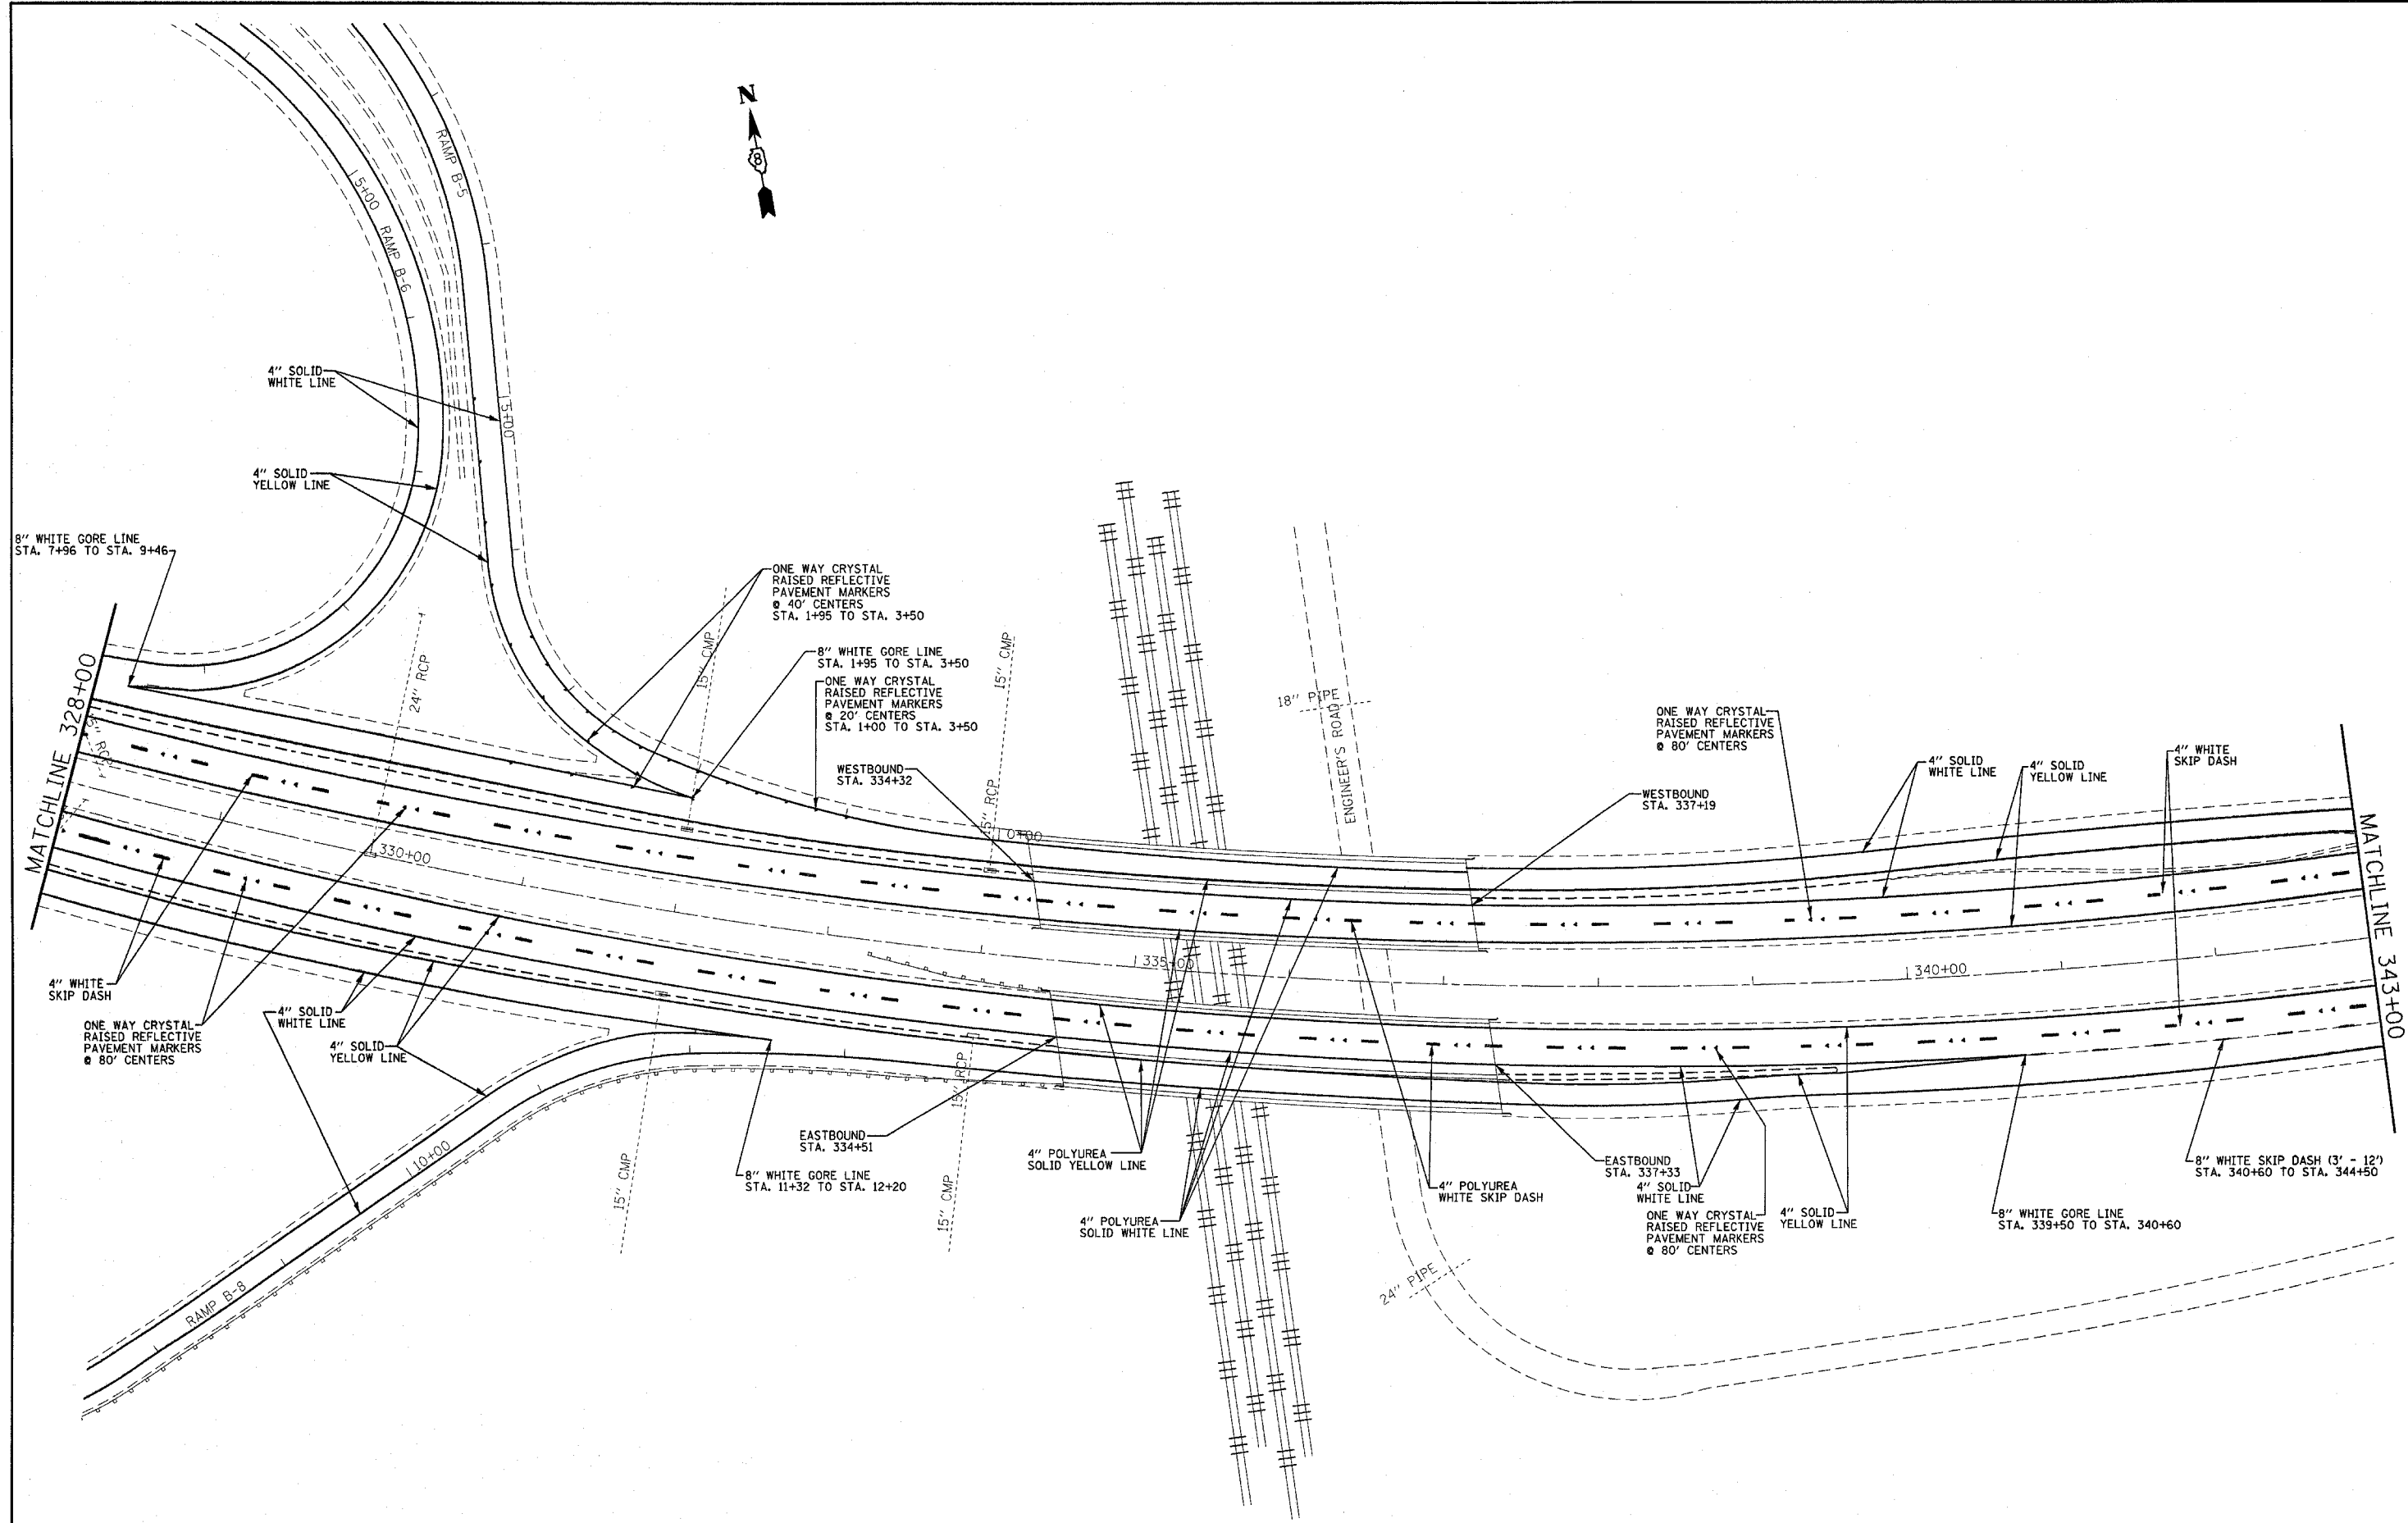 N
8
RAMP B-5
15+00
RAMP B-6
4" SOLID
WHITE LINE
15+00
4" SOLID
YELLOW LINE
8" WHITE GORE LINE
STA. 7+96 TO STA. 9+46
ONE WAY CRYSTAL
RAISED REFLECTIVE
PAVEMENT MARKERS
@ 40' CENTERS
STA. 1+95 TO STA. 3+50
8" WHITE GORE LINE
STA. 1+95 TO STA. 3+50
ONE WAY CRYSTAL
RAISED REFLECTIVE
PAVEMENT MARKERS
@ 20' CENTERS
STA. 1+00 TO STA. 3+50
24" RCP
15" CMP
15" CMP
15" RCP
15" RCP
MATCHLINE 328+00
WESTBOUND
STA. 334+32
18" PIPE
ENGINEER'S ROAD
ONE WAY CRYSTAL
RAISED REFLECTIVE
PAVEMENT MARKERS
@ 80' CENTERS
WESTBOUND
STA. 337+19
4" SOLID
WHITE LINE
4" SOLID
YELLOW LINE
4" WHITE
SKIP DASH
MATCHLINE 343+00
330+00
0+00
335+00
340+00
4" WHITE
SKIP DASH
ONE WAY CRYSTAL
RAISED REFLECTIVE
PAVEMENT MARKERS
@ 80' CENTERS
4" SOLID
WHITE LINE
4" SOLID
YELLOW LINE
10+00
RAMP B-8
15" CMP
8" WHITE GORE LINE
STA. 11+32 TO STA. 12+20
EASTBOUND
STA. 334+51
15" RCP
15" CMP
4" POLYUREA
SOLID YELLOW LINE
4" POLYUREA
SOLID WHITE LINE
4" POLYUREA
WHITE SKIP DASH
24" PIPE
EASTBOUND
STA. 337+33
4" SOLID
WHITE LINE
ONE WAY CRYSTAL
RAISED REFLECTIVE
PAVEMENT MARKERS
@ 80' CENTERS
4" SOLID
YELLOW LINE
8" WHITE GORE LINE
STA. 339+50 TO STA. 340+60
8" WHITE SKIP DASH (3' - 12')
STA. 340+60 TO STA. 344+50